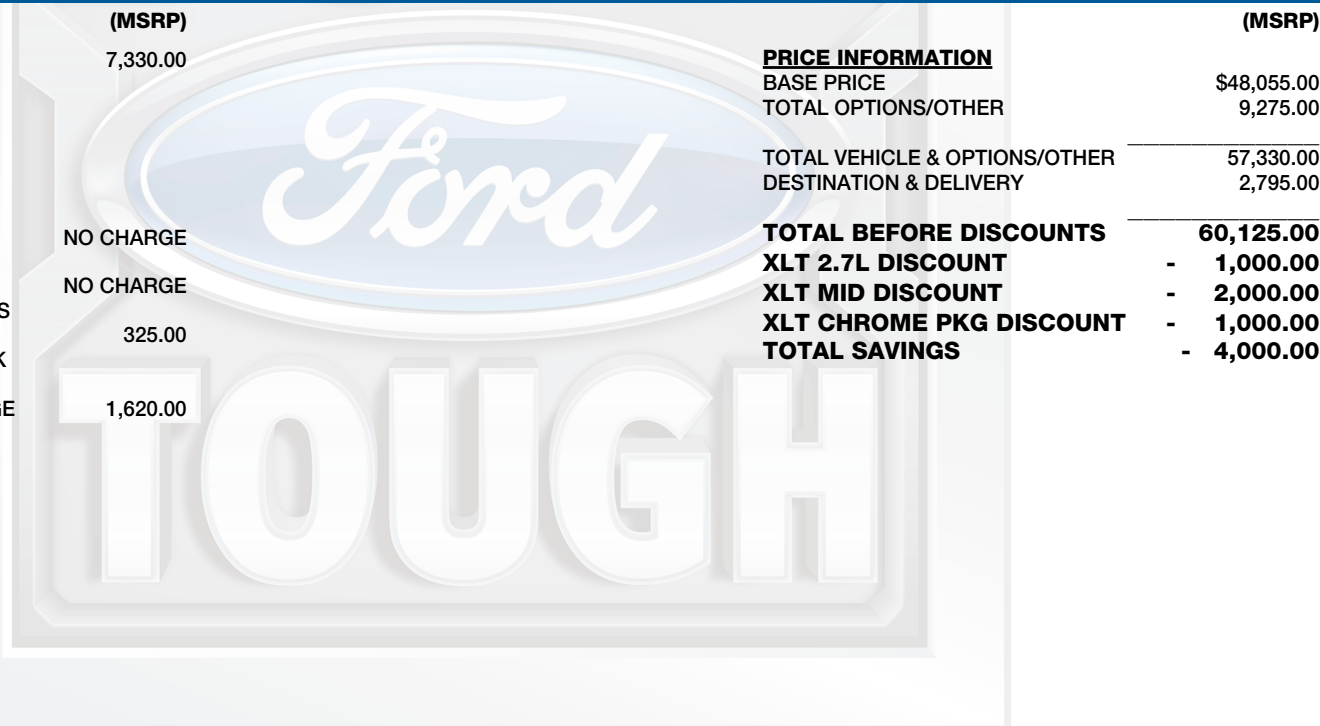 (MSRP)
7,330.00
NO CHARGE
NO CHARGE
S
325.00
K
GE 1,620.00
Ford
TOUGH
(MSRP)
PRICE INFORMATION
BASE PRICE $48,055.00
TOTAL OPTIONS/OTHER 9,275.00
TOTAL VEHICLE & OPTIONS/OTHER 57,330.00
DESTINATION & DELIVERY 2,795.00
TOTAL BEFORE DISCOUNTS 60,125.00
XLT 2.7L DISCOUNT - 1,000.00
XLT MID DISCOUNT - 2,000.00
XLT CHROME PKG DISCOUNT - 1,000.00
TOTAL SAVINGS - 4,000.00